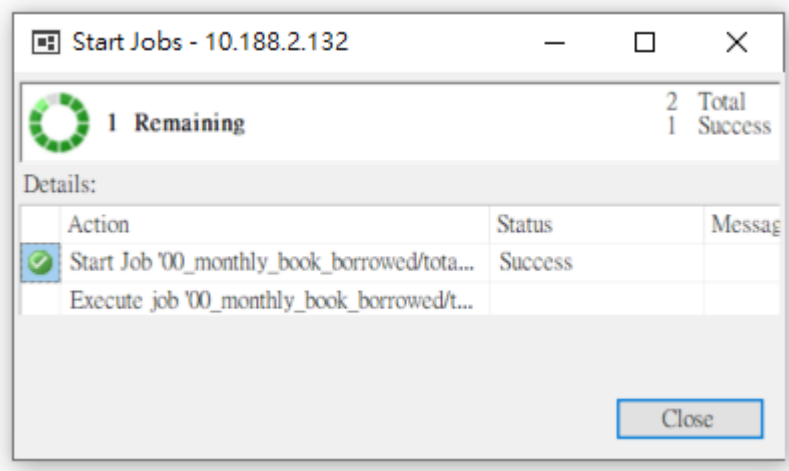 Start Jobs - 10.188.2.132
1 Remaining
2 Total
1 Success
Details:
Action Status Messag
Start Job '00_monthly_book_borrowed/tota... Success
Execute job '00_monthly_book_borrowed/t...
Close